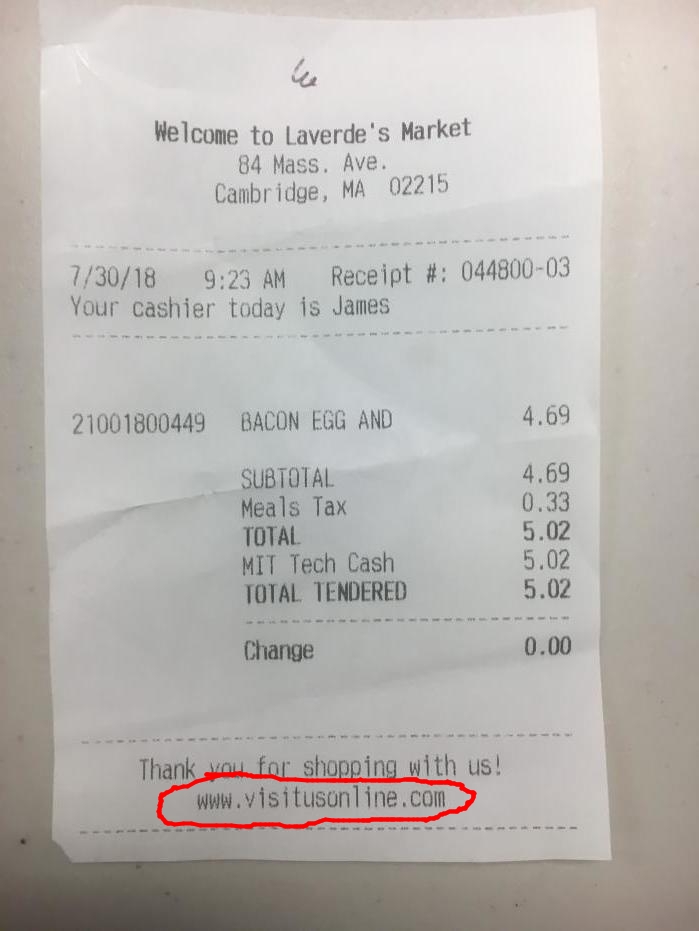 Welcome to Laverde's Market
84 Mass. Ave.
Cambridge, MA 02215
7/30/18 9:23 AM Receipt #: 044800-03
Your cashier today is James
21001800449 BACON EGG AND 4.69
SUBTOTAL 4.69
Meals Tax 0.33
TOTAL 5.02
MIT Tech Cash 5.02
TOTAL TENDERED 5.02
Change 0.00
Thank you for shopping with us!
www.visitusonline.com